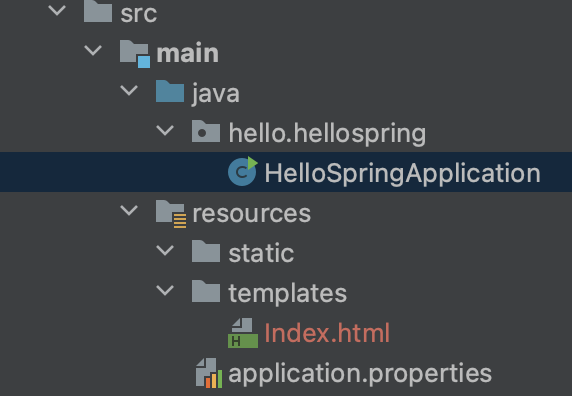 src
main
java
hello.hellospring
HelloSpringApplication
resources
static
templates
Index.html
application.properties